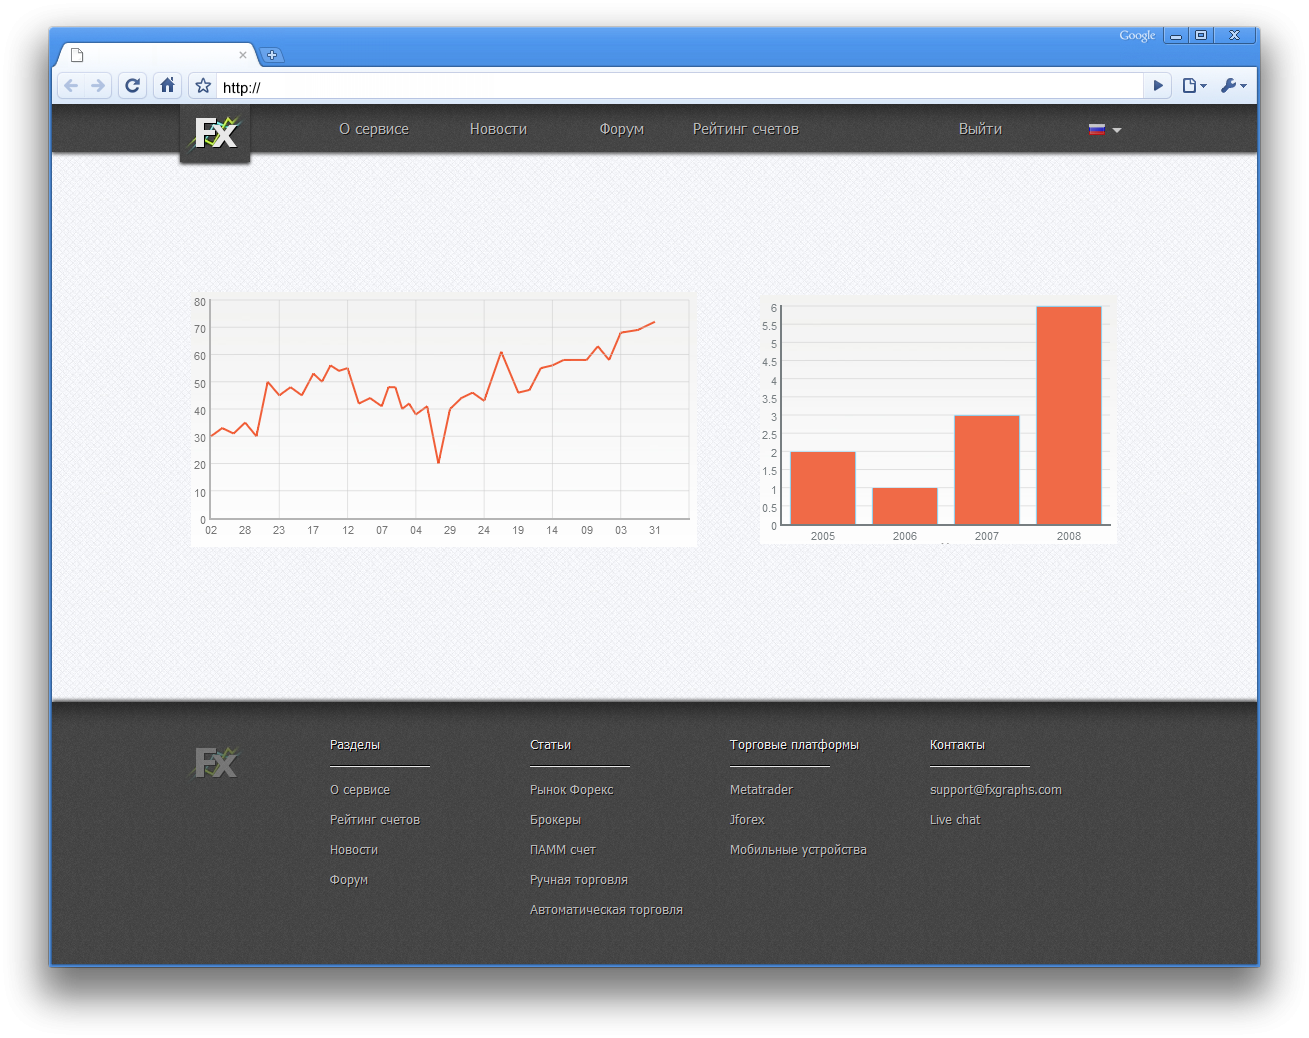 Google
http://
Fx
О сервисе Новости Форум Рейтинг счетов Выйти
80
70
60
50
40
30
20
10
0
02 28 23 17 12 07 04 29 24 19 14 09 03 31
6
5.5
5
4.5
4
3.5
3
2.5
2
1.5
1
0.5
0
2005 2006 2007 2008
Fx
Разделы
О сервисе
Рейтинг счетов
Новости
Форум
Статьи
Рынок Форекс
Брокеры
ПАММ счет
Ручная торговля
Автоматическая торговля
Торговые платформы
Metatrader
Jforex
Мобильные устройства
Контакты
support@fxgraphs.com
Live chat